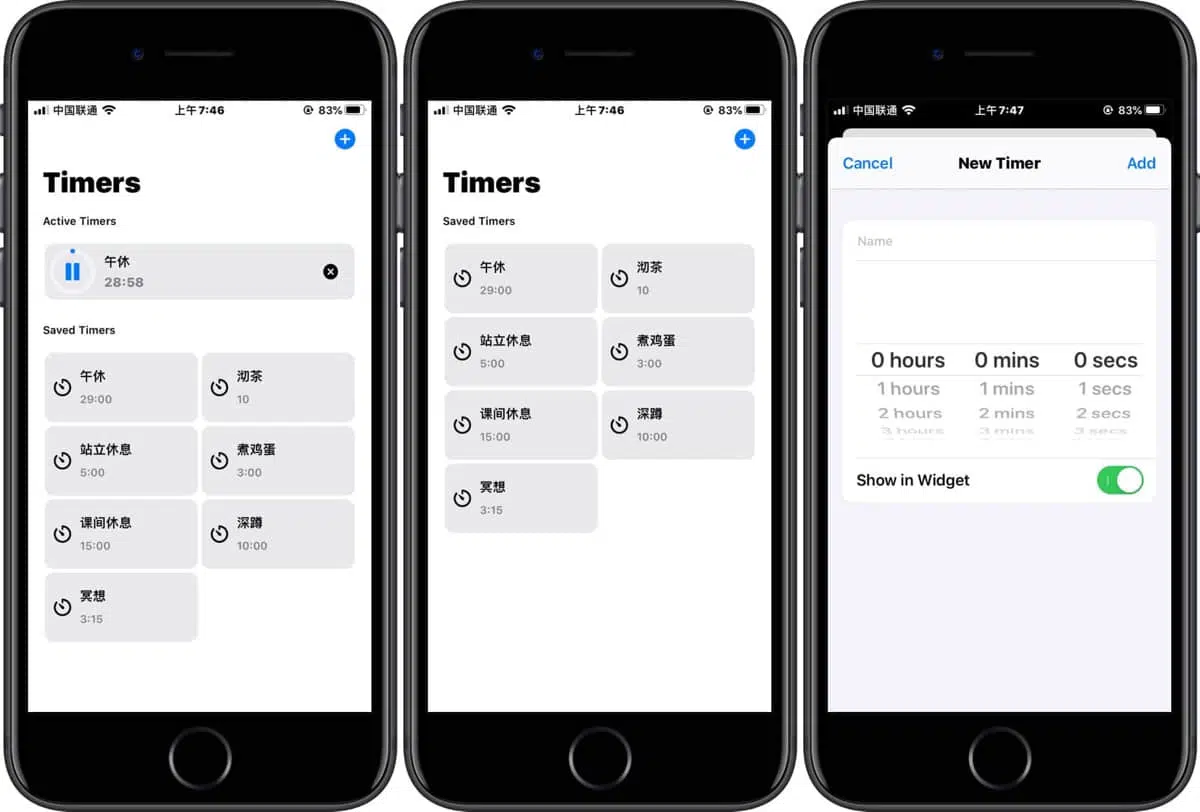 中国联通 上午7:46 83%
Timers
Active Timers
午休
28:58
Saved Timers
午休
29:00
沏茶
10
站立休息
5:00
煮鸡蛋
3:00
课间休息
15:00
深蹲
10:00
冥想
3:15
中国联通 上午7:46 83%
Timers
Saved Timers
午休
29:00
沏茶
10
站立休息
5:00
煮鸡蛋
3:00
课间休息
15:00
深蹲
10:00
冥想
3:15
中国联通 上午7:47 83%
Cancel New Timer Add
Name
0 hours 0 mins 0 secs
1 hours 1 mins 1 secs
2 hours 2 mins 2 secs
3 hours 3 mins 3 secs
Show in Widget